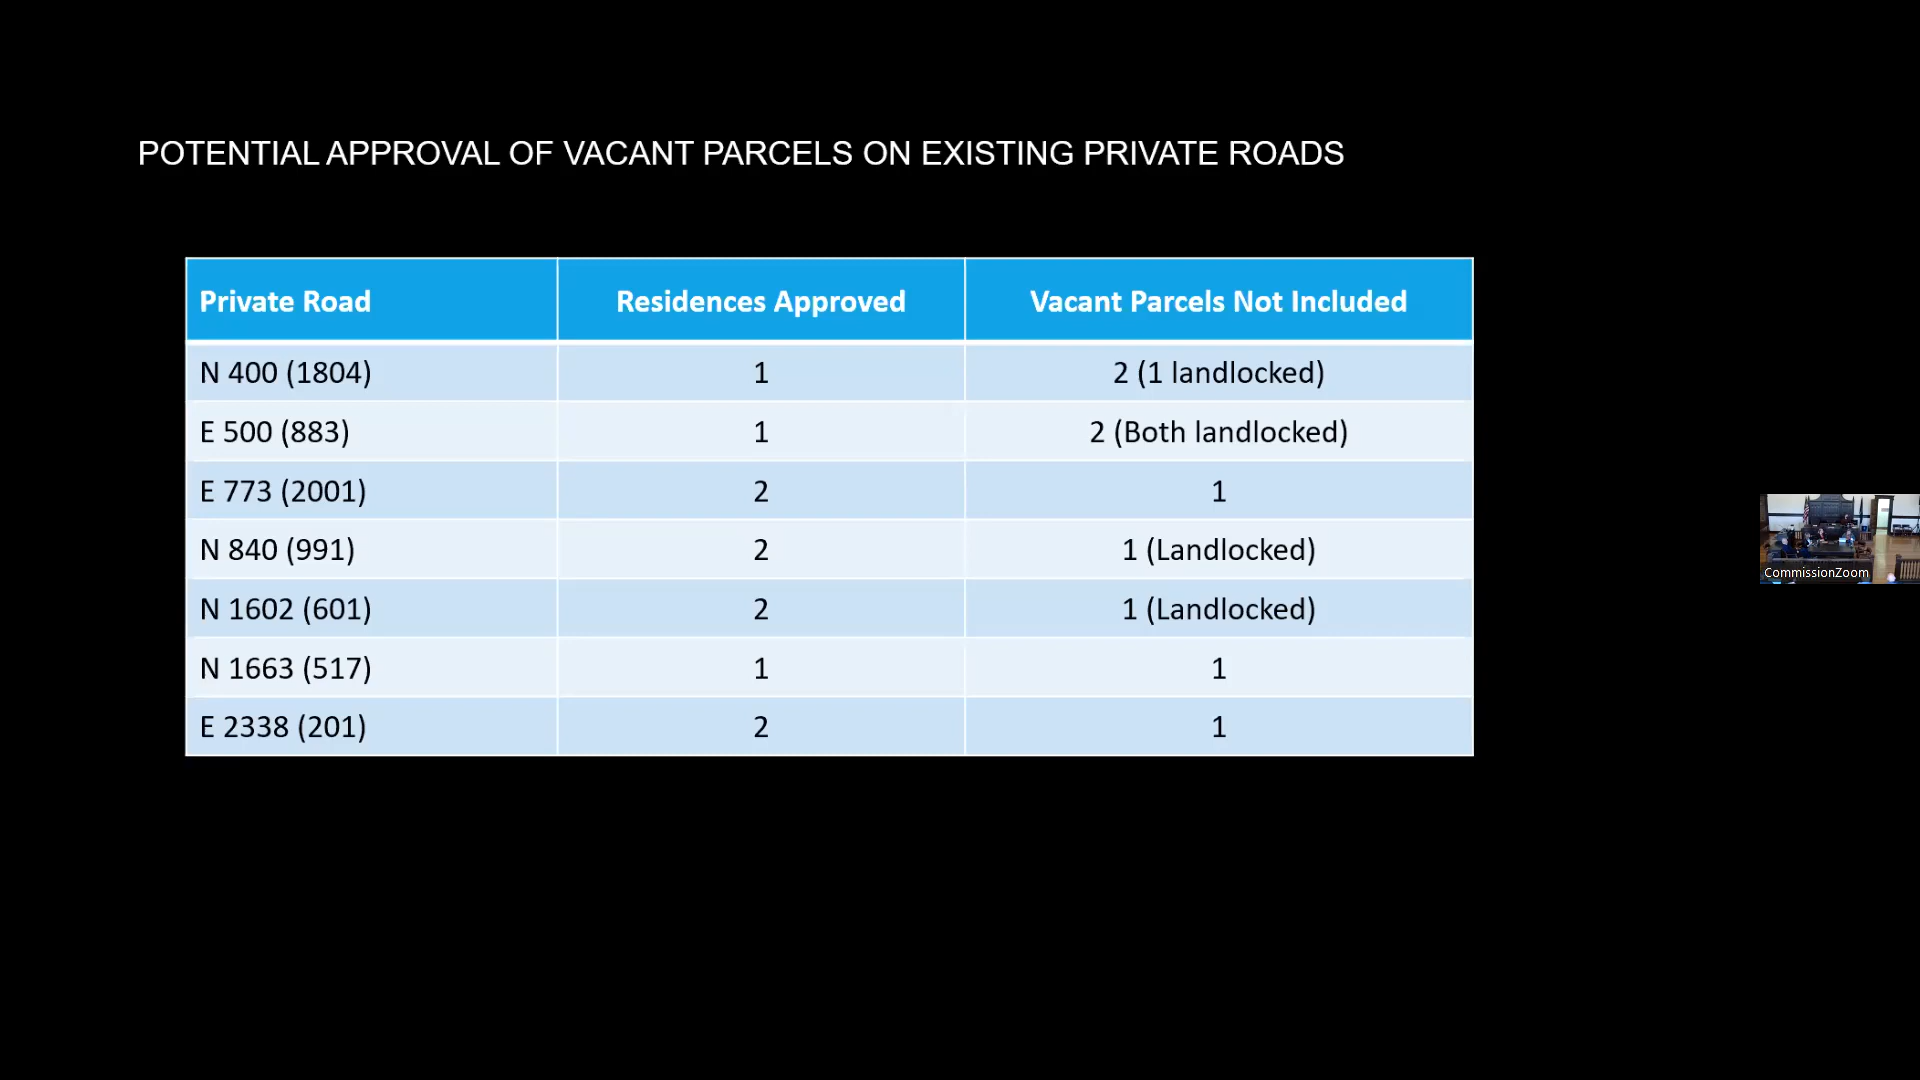 POTENTIAL APPROVAL OF VACANT PARCELS ON EXISTING PRIVATE ROADS
Private Road Residences Approved Vacant Parcels Not Included
N 400 (1804) 1 2 (1 landlocked)
E 500 (883) 1 2 (Both landlocked)
E 773 (2001) 2 1
N 840 (991) 2 1 (Landlocked)
N 1602 (601) 2 1 (Landlocked)
N 1663 (517) 1 1
E 2338 (201) 2 1
CommissionZoom